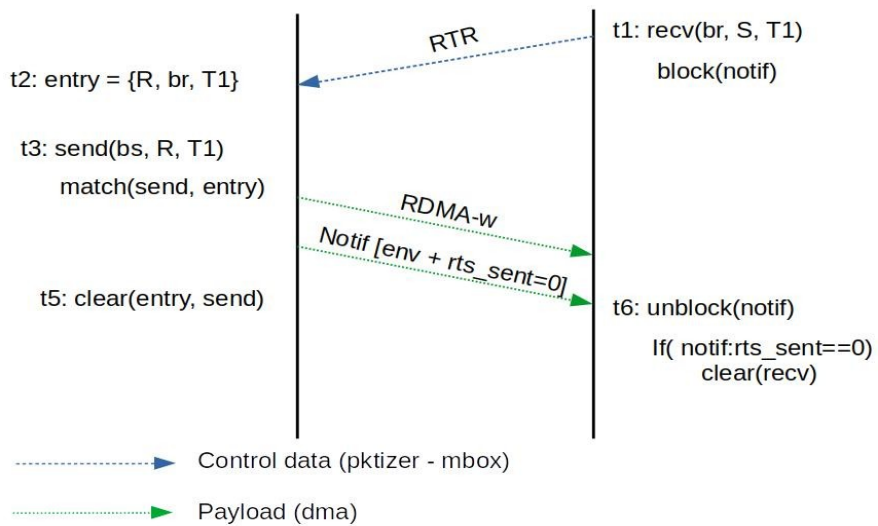 RTR
t1: recv(br, S, T1)
block(notif)
t2: entry = {R, br, T1}
t3: send(bs, R, T1)
match(send, entry)
RDMA-w
Notif [env + rts_sent=0]
t5: clear(entry, send)
t6: unblock(notif)
If( notif:rts_sent==0)
clear(recv)
Control data (pktizer - mbox)
Payload (dma)